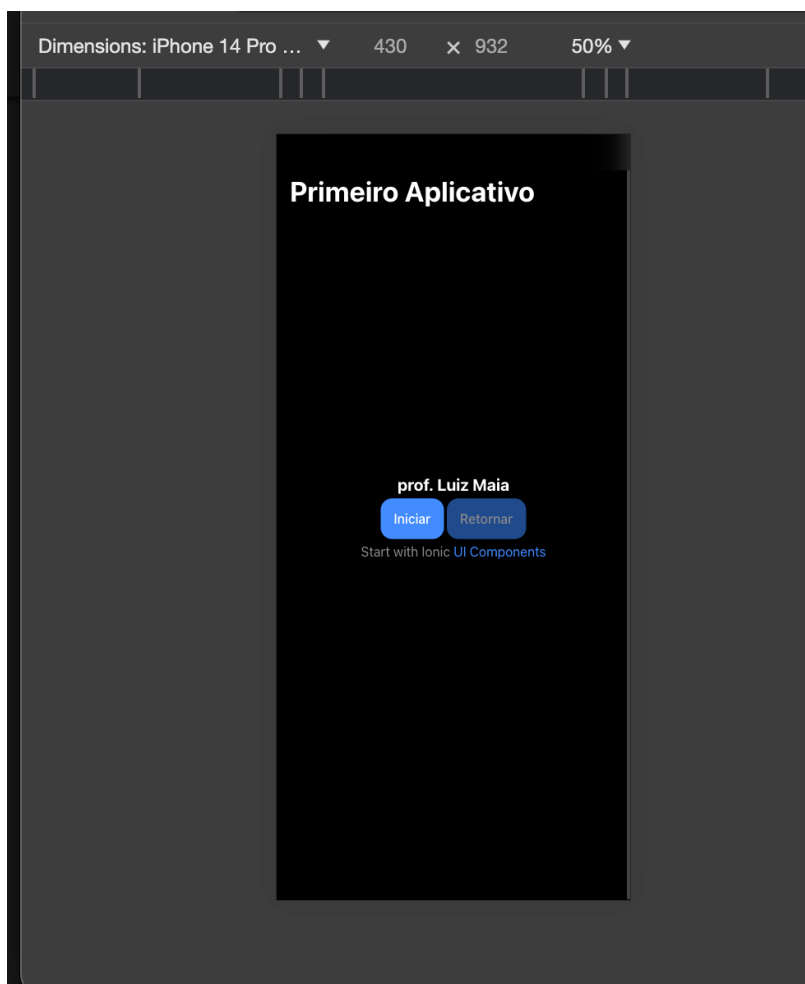 Dimensions: iPhone 14 Pro ... ▼ 430 × 932 50% ▼
Primeiro Aplicativo
prof. Luiz Maia
Iniciar Retornar
Start with Ionic UI Components